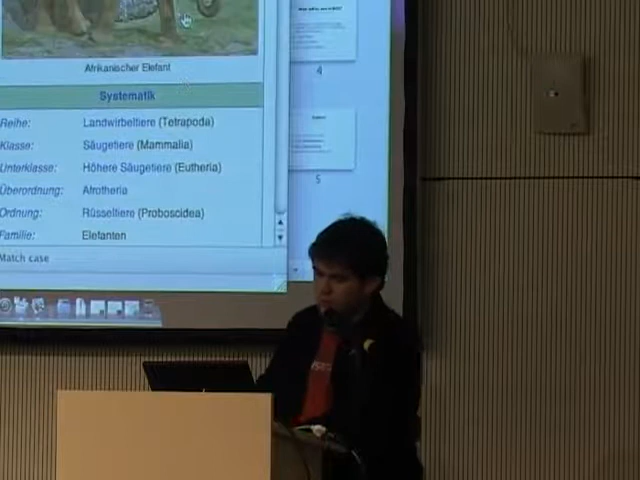 Afrikanischer Elefant
Systematik
Reihe: Landwirbeltiere (Tetrapoda)
Klasse: Säugetiere (Mammalia)
Unterklasse: Höhere Säugetiere (Eutheria)
Überordnung: Afrotheria
Ordnung: Rüsseltiere (Proboscidea)
Familie: Elefanten
Match case
4
5